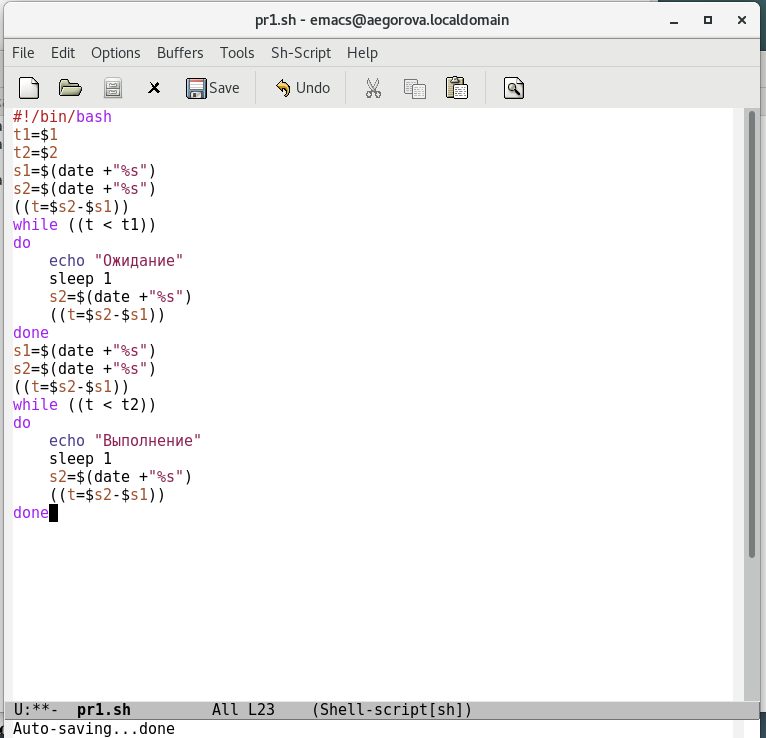 pr1.sh - emacs@aegorova.localdomain
File Edit Options Buffers Tools Sh-Script Help
Save Undo
#!/bin/bash
t1=$1
t2=$2
s1=$(date +"%s")
s2=$(date +"%s")
((t=$s2-$s1))
while ((t < t1))
do
    echo "Ожидание"
    sleep 1
    s2=$(date +"%s")
    ((t=$s2-$s1))
done
s1=$(date +"%s")
s2=$(date +"%s")
((t=$s2-$s1))
while ((t < t2))
do
    echo "Выполнение"
    sleep 1
    s2=$(date +"%s")
    ((t=$s2-$s1))
done
U:**-  pr1.sh         All L23    (Shell-script[sh])
Auto-saving...done